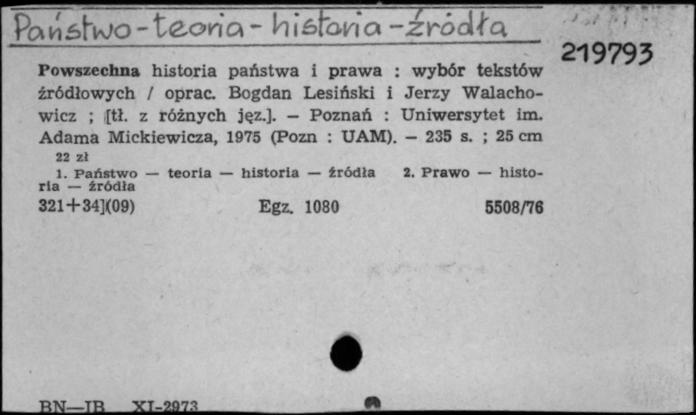 Państwo - teoria - historia - źródła
219793
Powszechna historia państwa i prawa : wybór tekstów
źródłowych / oprac. Bogdan Lesiński i Jerzy Walacho-
wicz ; [tł. z różnych jęz.]. — Poznań : Uniwersytet im.
Adama Mickiewicza, 1975 (Pozn : UAM). — 235 s. ; 25 cm
22 zł
1. Państwo — teoria — historia — źródła 2. Prawo — histo-
ria — źródła
321+34](09) Egz. 1080 5508/76
BN—IB XI-2973